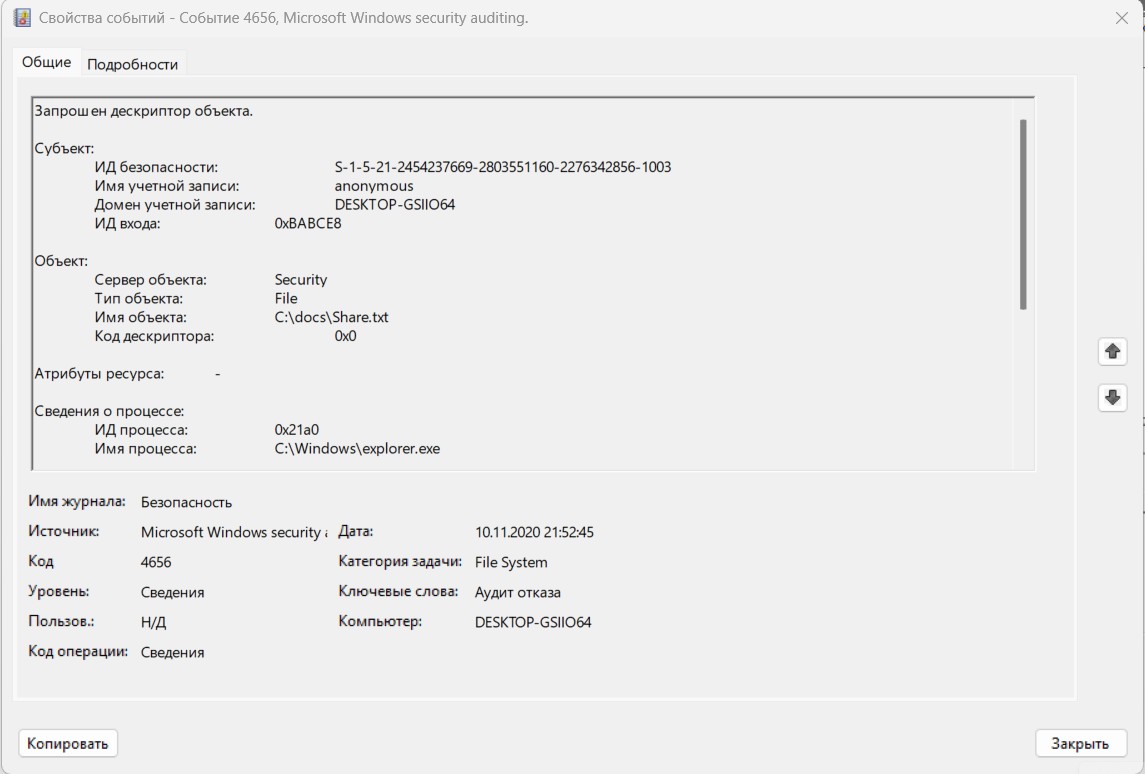 Свойства событий - Событие 4656, Microsoft Windows security auditing.
Общие Подробности
Запрошен дескриптор объекта.
Субъект:
ИД безопасности: S-1-5-21-2454237669-2803551160-2276342856-1003
Имя учетной записи: anonymous
Домен учетной записи: DESKTOP-GSIIO64
ИД входа: 0xBABCE8
Объект:
Сервер объекта: Security
Тип объекта: File
Имя объекта: C:\docs\Share.txt
Код дескриптора: 0x0
Атрибуты ресурса: -
Сведения о процессе:
ИД процесса: 0x21a0
Имя процесса: C:\Windows\explorer.exe
Имя журнала: Безопасность
Источник: Microsoft Windows security Дата: 10.11.2020 21:52:45
Код 4656 Категория задачи: File System
Уровень: Сведения Ключевые слова: Аудит отказа
Пользов.: Н/Д Компьютер: DESKTOP-GSIIO64
Код операции: Сведения
Копировать Закрыть